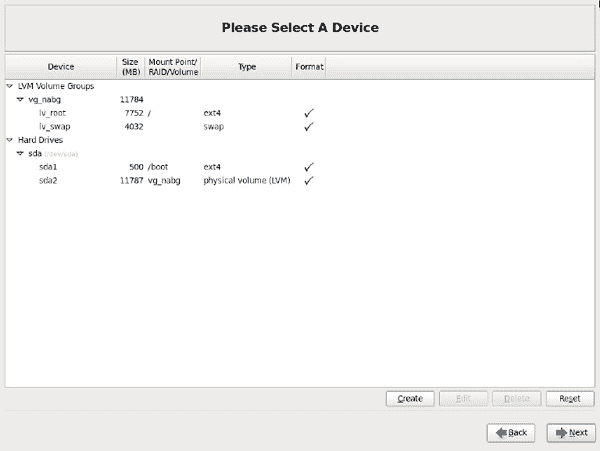 Please Select A Device
Device Size (MB) Mount Point/ RAID/Volume Type Format
LVM Volume Groups
vg_nabg 11784
lv_root 7752 / ext4 ✓
lv_swap 4032 swap ✓
Hard Drives
sda (/dev/sda)
sda1 500 /boot ext4 ✓
sda2 11787 vg_nabg physical volume (LVM) ✓
Create Edit Delete Reset
Back Next